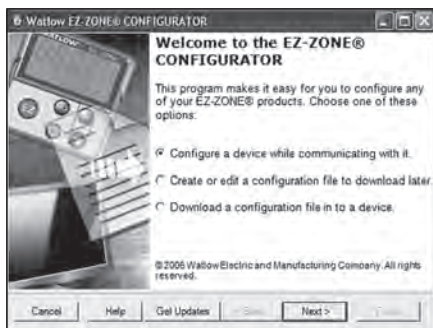 Watlow EZ-ZONE® CONFIGURATOR
Welcome to the EZ-ZONE®
CONFIGURATOR
This program makes it easy for you to configure any
of your EZ-ZONE® products. Choose one of these
options:
Configure a device while communicating with it.
Create or edit a configuration file to download later.
Download a configuration file in to a device.
©2006 Watlow Electric and Manufacturing Company. All rights
reserved.
Cancel Help Get Updates Next >